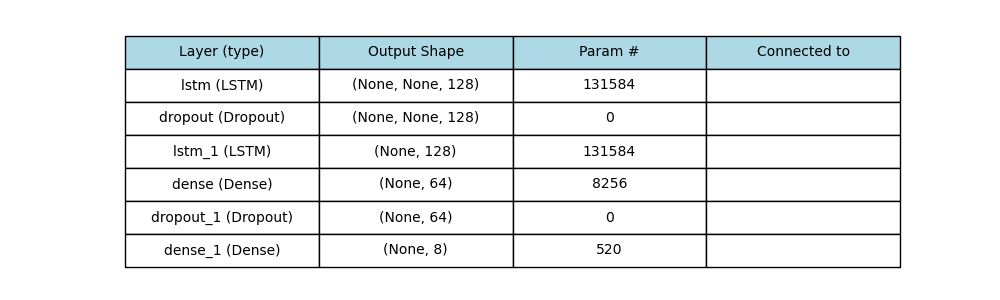 Layer (type) Output Shape Param # Connected to
lstm (LSTM) (None, None, 128) 131584
dropout (Dropout) (None, None, 128) 0
lstm_1 (LSTM) (None, 128) 131584
dense (Dense) (None, 64) 8256
dropout_1 (Dropout) (None, 64) 0
dense_1 (Dense) (None, 8) 520